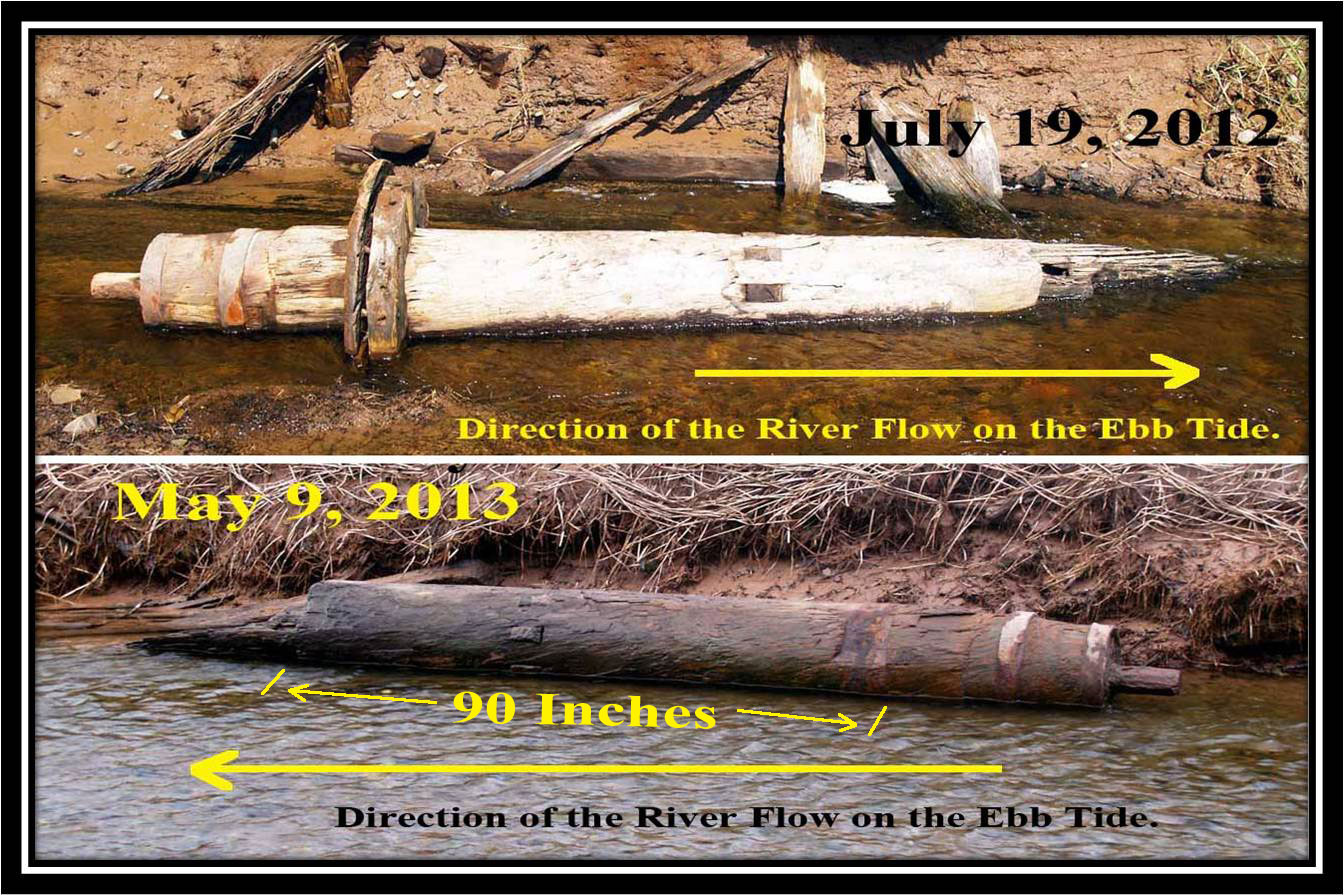 July 19, 2012
Direction of the River Flow on the Ebb Tide.
May 9, 2013
90 Inches
Direction of the River Flow on the Ebb Tide.